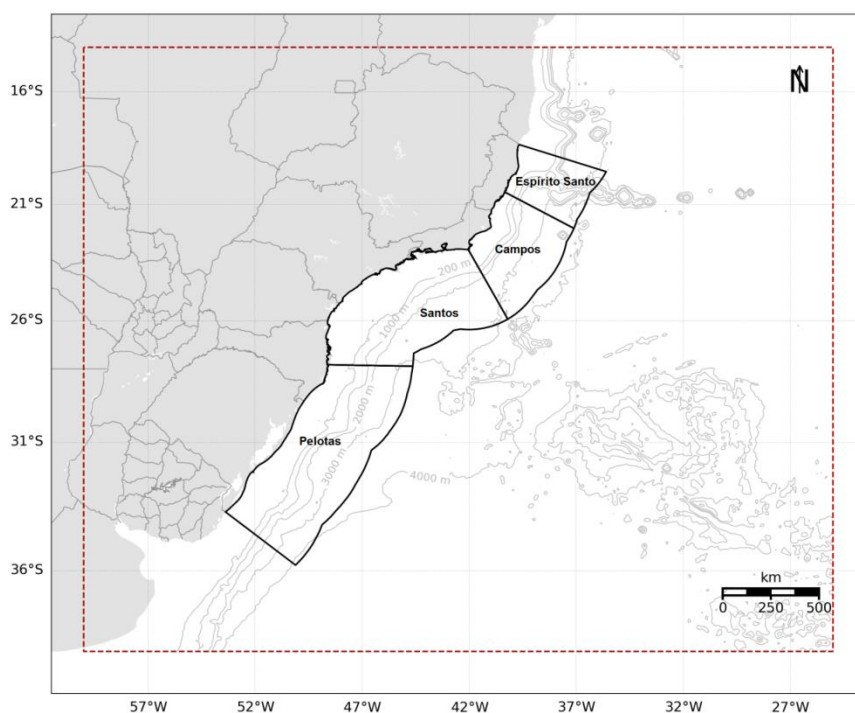 N
16°S
Espírito Santo
21°S
Campos
200 m
26°S
Santos
1000 m
2000 m
31°S
Pelotas
3000 m
4000 m
36°S
km
0 250 500
57°W 52°W 47°W 42°W 37°W 32°W 27°W